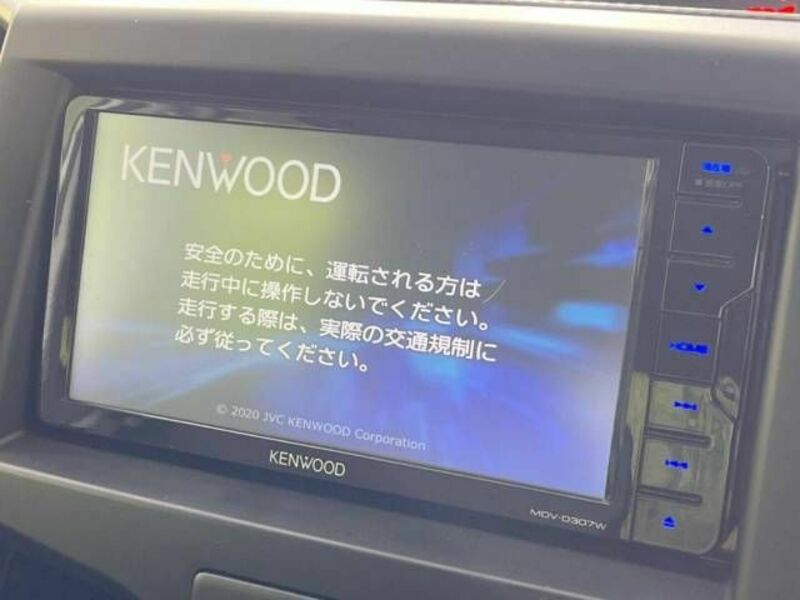 KENWOOD
安全のために、運転される方は
走行中に操作しないでください。
走行する際は、実際の交通規制に
必ず従ってください。
© 2020 JVC KENWOOD Corporation
KENWOOD
MDV-D307W
現在地
HOME